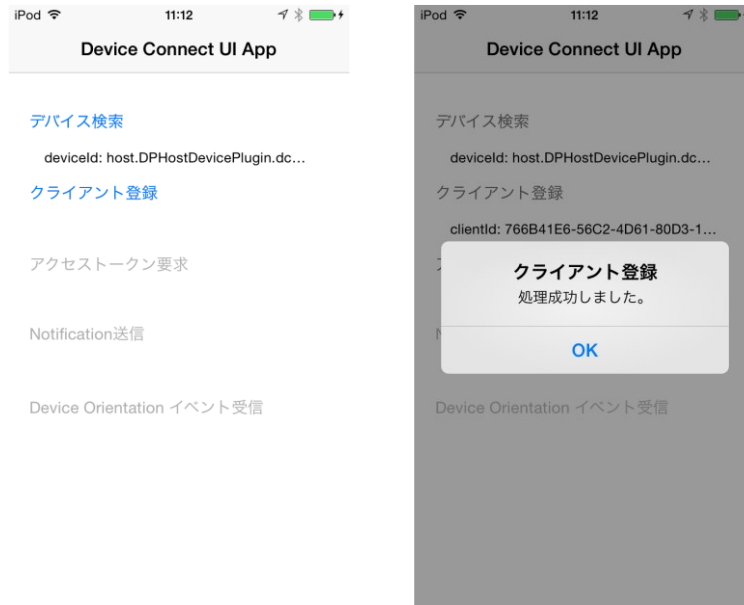 iPod 11:12
Device Connect UI App
デバイス検索
deviceId: host.DPHostDevicePlugin.dc...
クライアント登録
アクセストークン要求
Notification送信
Device Orientation イベント受信
iPod 11:12
Device Connect UI App
デバイス検索
deviceId: host.DPHostDevicePlugin.dc...
クライアント登録
clientId: 766B41E6-56C2-4D61-80D3-1...
クライアント登録
処理成功しました。
OK
Device Orientation イベント受信